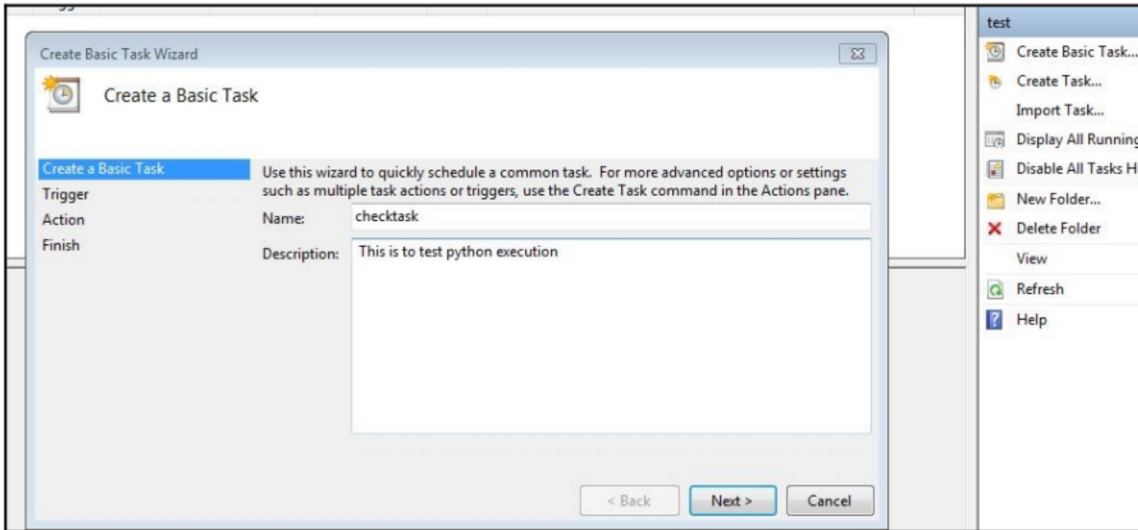 test
Create Basic Task Wizard
Create a Basic Task
Create a Basic Task
Trigger
Action
Finish
Use this wizard to quickly schedule a common task. For more advanced options or settings
such as multiple task actions or triggers, use the Create Task command in the Actions pane.
Name: checktask
Description: This is to test python execution
< Back Next > Cancel
Create Basic Task...
Create Task...
Import Task...
Display All Running
Disable All Tasks H
New Folder...
Delete Folder
View
Refresh
Help